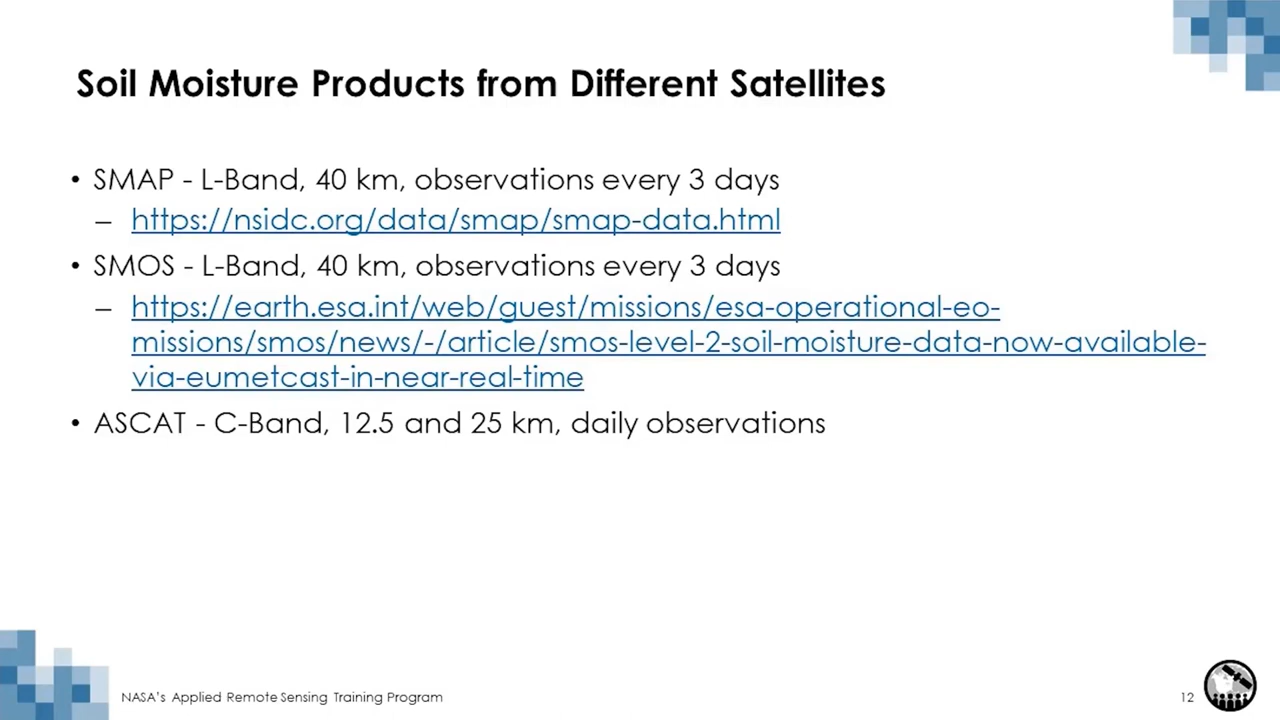 Soil Moisture Products from Different Satellites
• SMAP - L-Band, 40 km, observations every 3 days
– https://nsidc.org/data/smap/smap-data.html
• SMOS - L-Band, 40 km, observations every 3 days
– https://earth.esa.int/web/guest/missions/esa-operational-eo-
missions/smos/news/-/article/smos-level-2-soil-moisture-data-now-available-
via-eumetcast-in-near-real-time
• ASCAT - C-Band, 12.5 and 25 km, daily observations
NASA's Applied Remote Sensing Training Program
12